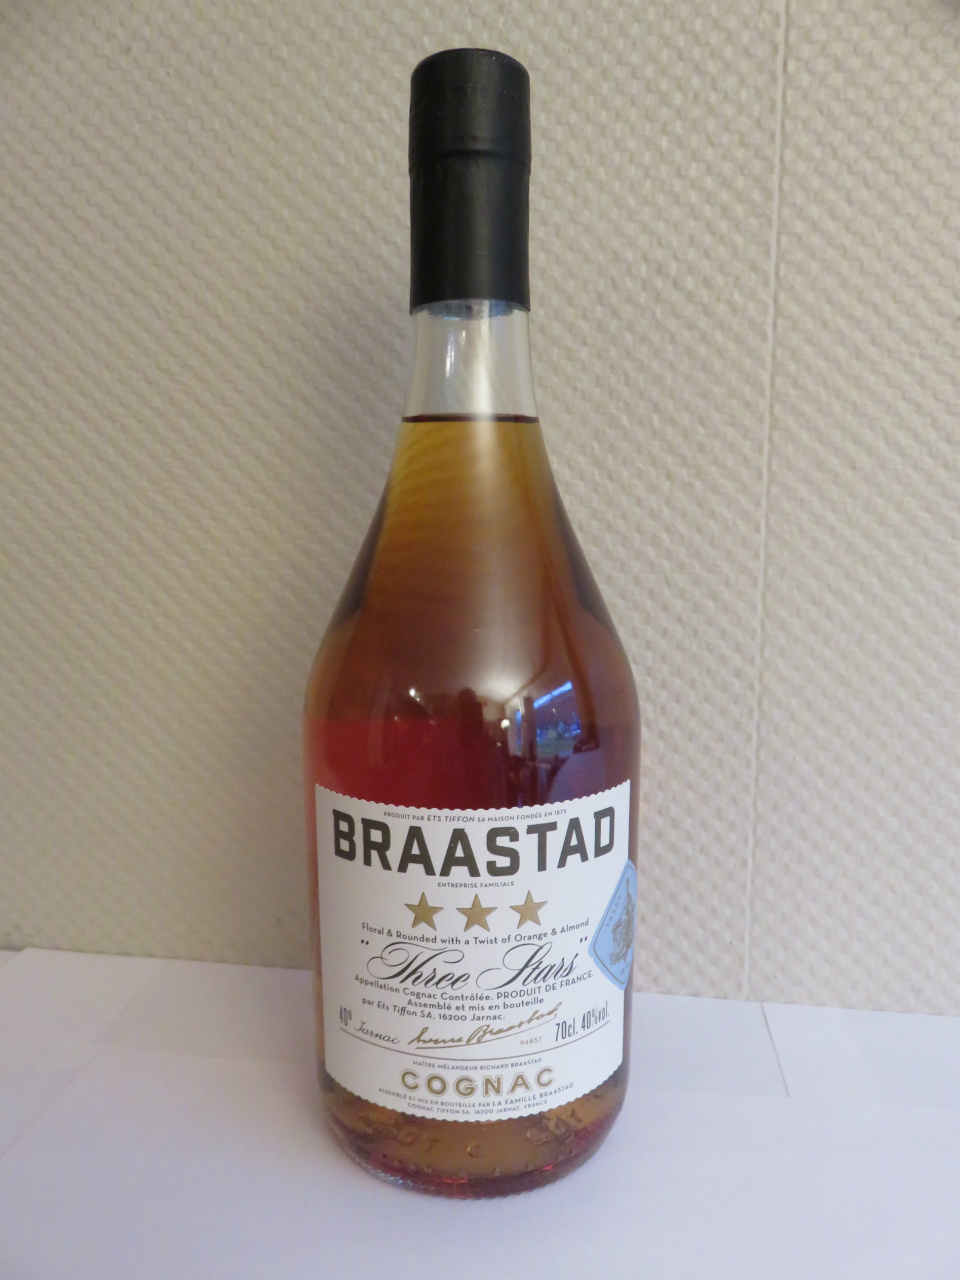 PRODUIT PAR ETS TIFFON SA MAISON FONDÉE EN 1875
BRAASTAD
ENTREPRISE FAMILIALE
Floral & Rounded with a Twist of Orange & Almond
"Three Stars"
Appellation Cognac Contrôlée. PRODUIT DE FRANCE.
Assemblé et mis en bouteille
par Ets Tiffon SA, 16200 Jarnac.
40° Jarnac Braastad 94857 70cl. 40%vol.
MAÎTRE MÉLANGEUR RICHARD BRAASTAD
COGNAC
ASSEMBLÉ ET MIS EN BOUTEILLE PAR LA FAMILLE BRAASTAD.
COGNAC TIFFON SA, 16200 JARNAC, FRANCE